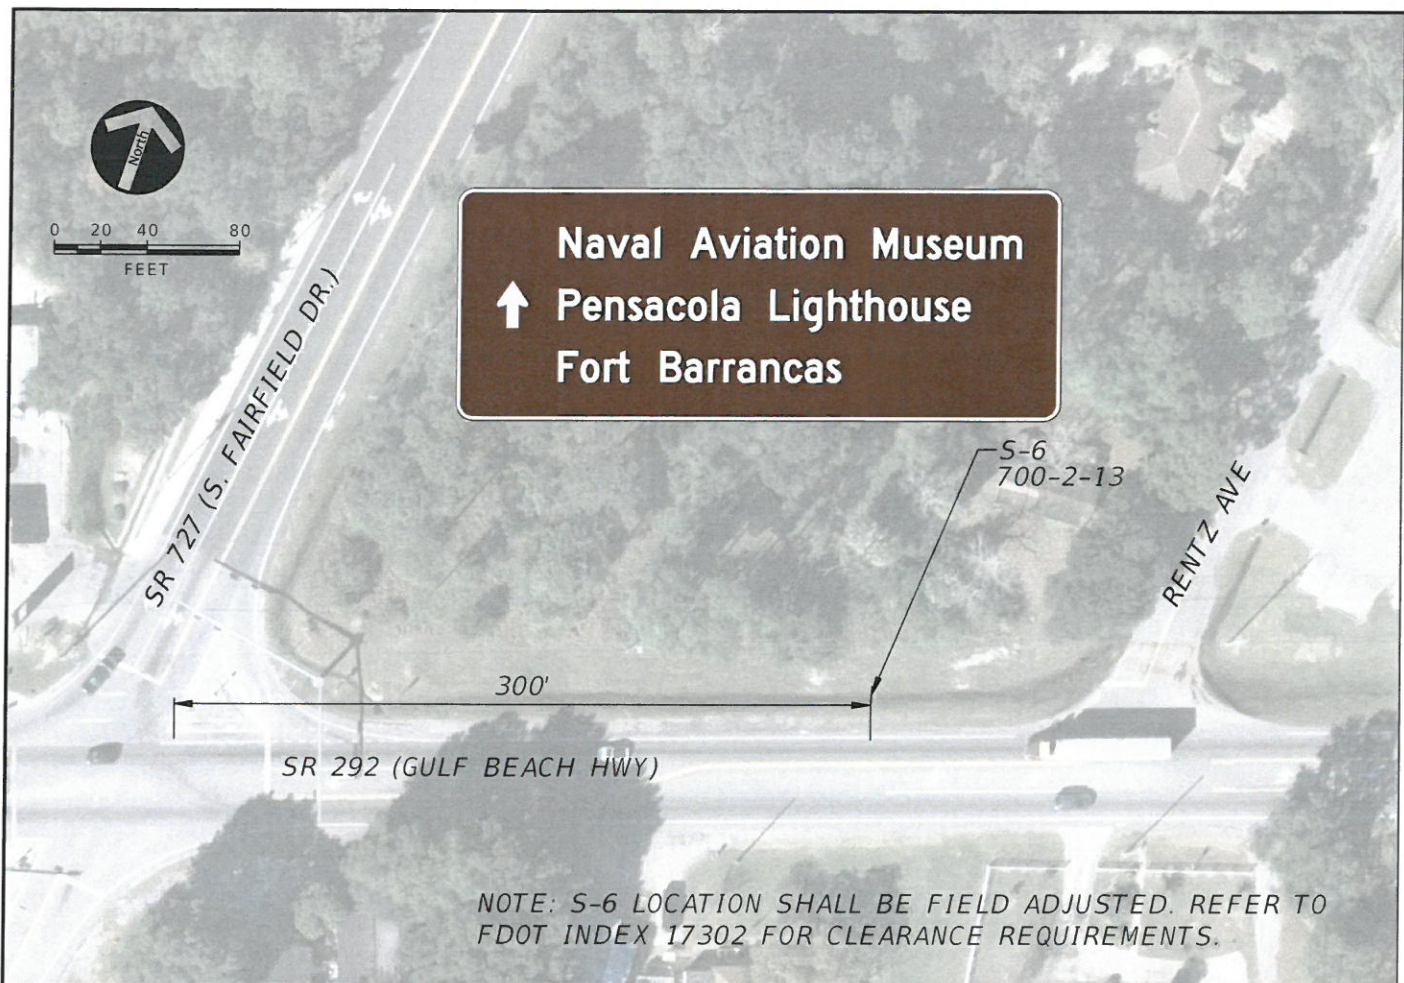 North
0 20 40 80
FEET
Naval Aviation Museum
Pensacola Lighthouse
Fort Barrancas
SR 727 (S. FAIRFIELD DR.)
S-6
700-2-13
RENTZ AVE
300'
SR 292 (GULF BEACH HWY)
NOTE: S-6 LOCATION SHALL BE FIELD ADJUSTED. REFER TO
FDOT INDEX 17302 FOR CLEARANCE REQUIREMENTS.